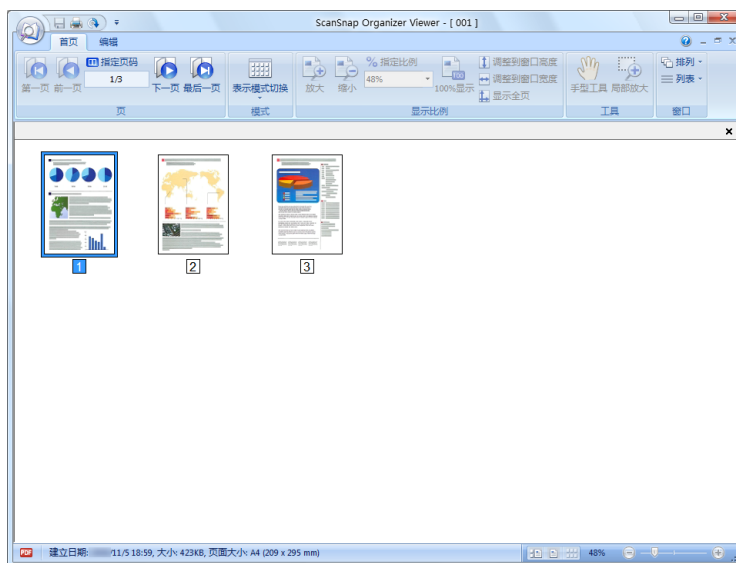 ScanSnap Organizer Viewer - [ 001 ]
首页 编辑
第一页 前一页 指定页码 1/3 下一页 最后一页
页
表示模式切换
模式
放大 缩小 % 指定比例 48% 100%显示 调整到窗口高度 调整到窗口宽度 显示全页
显示比例
手型工具 局部放大
工具
排列
列表
窗口
1 2 3
PDF 建立日期: /11/5 18:59, 大小: 423KB, 页面大小: A4 (209 x 295 mm) 48%